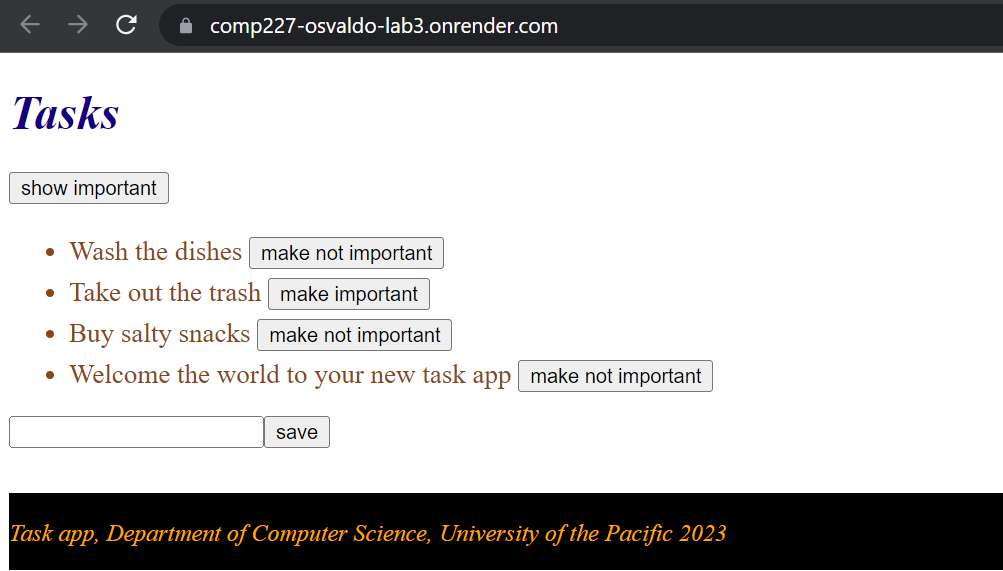 comp227-osvaldo-lab3.onrender.com
Tasks
show important
Wash the dishes make not important
Take out the trash make important
Buy salty snacks make not important
Welcome the world to your new task app make not important
save
Task app, Department of Computer Science, University of the Pacific 2023